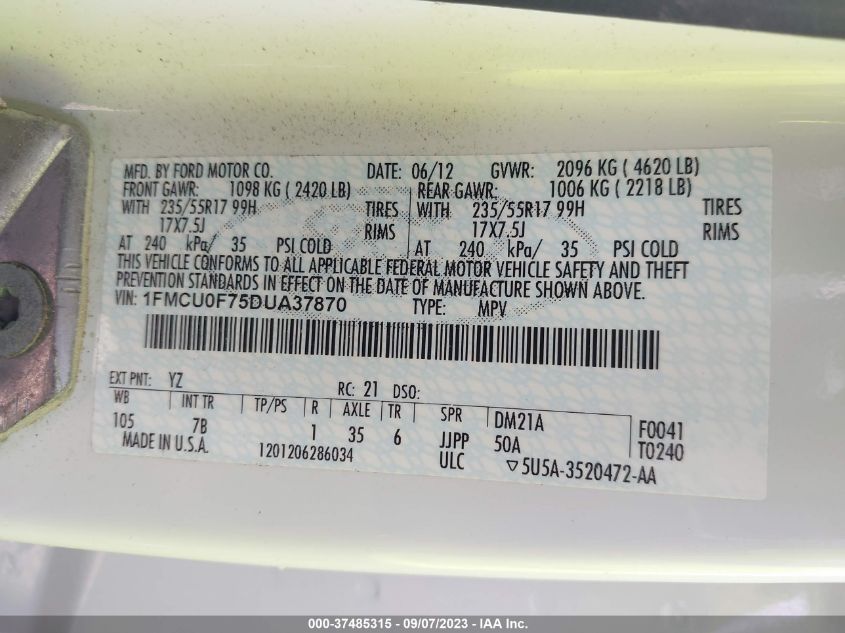 MFD. BY FORD MOTOR CO. DATE: 06/12 GVWR: 2096 KG ( 4620 LB)
FRONT GAWR: 1098 KG ( 2420 LB) REAR GAWR: 1006 KG ( 2218 LB)
WITH 235/55R17 99H TIRES WITH 235/55R17 99H TIRES
17X7.5J RIMS 17X7.5J RIMS
AT 240 kPa/ 35 PSI COLD AT 240 kPa/ 35 PSI COLD
THIS VEHICLE CONFORMS TO ALL APPLICABLE FEDERAL MOTOR VEHICLE SAFETY AND THEFT
PREVENTION STANDARDS IN EFFECT ON THE DATE OF MANUFACTURE SHOWN ABOVE.
VIN: 1FMCU0F75DUA37870 TYPE: MPV
EXT PNT: YZ RC: 21 DSO:
WB INT TR TP/PS R AXLE TR SPR DM21A F0041
105 7B 1 35 6 JJPP 50A T0240
MADE IN U.S.A. 1201206286034 ULC ▽5U5A-3520472-AA
000-37485315 - 09/07/2023 - IAA Inc.